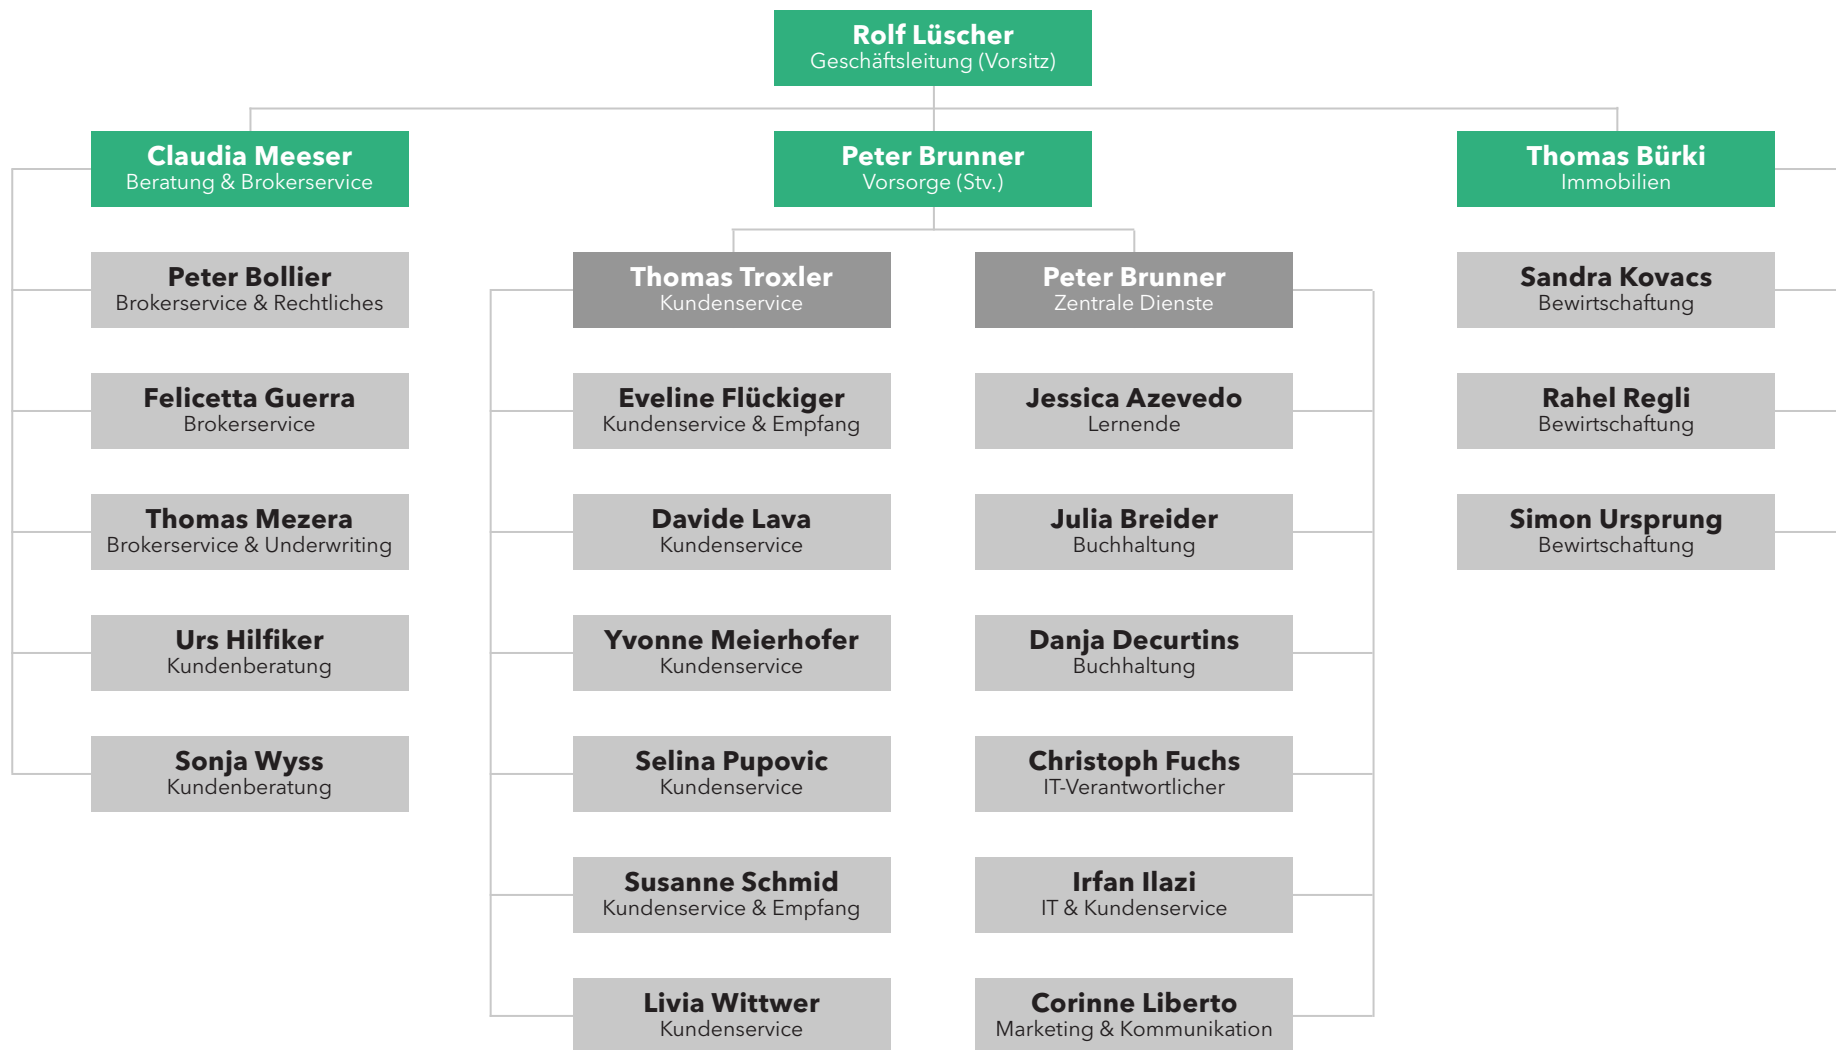 Rolf Lüscher
Geschäftsleitung (Vorsitz)
Claudia Meeser
Beratung & Brokerservice
Peter Brunner
Vorsorge (Stv.)
Thomas Bürki
Immobilien
Peter Bollier
Brokerservice & Rechtliches
Felicetta Guerra
Brokerservice
Thomas Mezera
Brokerservice & Underwriting
Urs Hilfiker
Kundenberatung
Sonja Wyss
Kundenberatung
Thomas Troxler
Kundenservice
Eveline Flückiger
Kundenservice & Empfang
Davide Lava
Kundenservice
Yvonne Meierhofer
Kundenservice
Selina Pupovic
Kundenservice
Susanne Schmid
Kundenservice & Empfang
Livia Wittwer
Kundenservice
Peter Brunner
Zentrale Dienste
Jessica Azevedo
Lernende
Julia Breider
Buchhaltung
Danja Decurtins
Buchhaltung
Christoph Fuchs
IT-Verantwortlicher
Irfan Ilazi
IT & Kundenservice
Corinne Liberto
Marketing & Kommunikation
Sandra Kovacs
Bewirtschaftung
Rahel Regli
Bewirtschaftung
Simon Ursprung
Bewirtschaftung